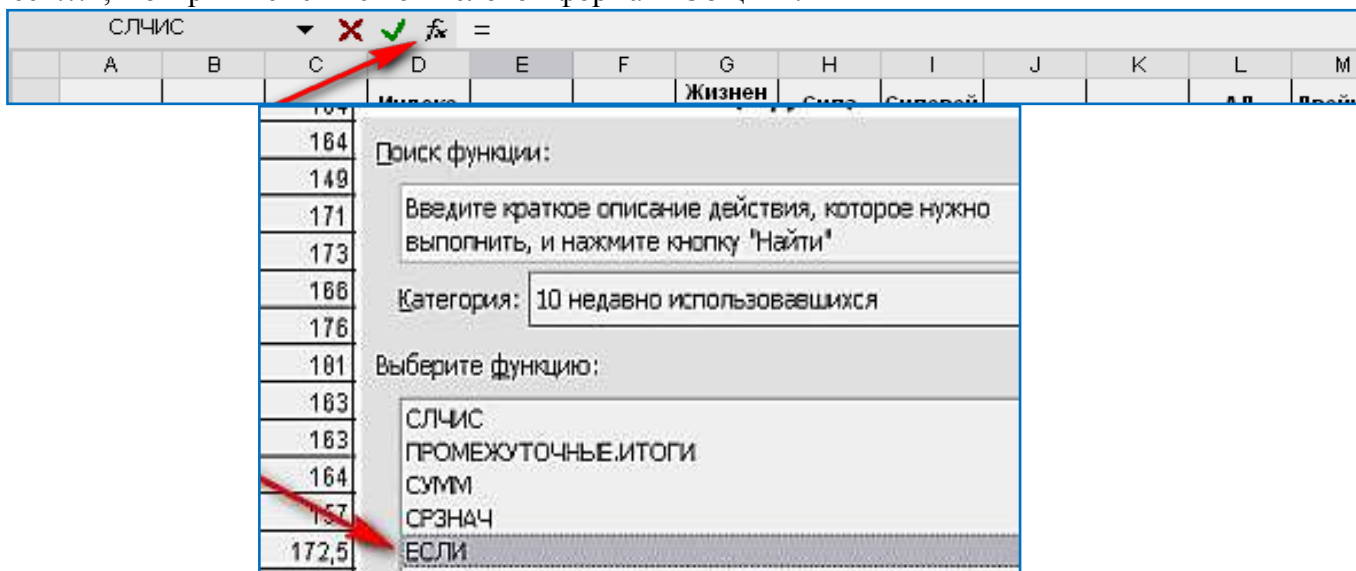 СЛЧИС fx =
A B C D E F G H I J K L M
Жизнен
164
149
171
173
166
176
181
163
163
164
157
172,5
Поиск функции:
Введите краткое описание действия, которое нужно
выполнить, и нажмите кнопку "Найти"
Категория: 10 недавно использовавшихся
Выберите функцию:
СЛЧИС
ПРОМЕЖУТОЧНЫЕ.ИТОГИ
СУММ
СРЗНАЧ
ЕСЛИ